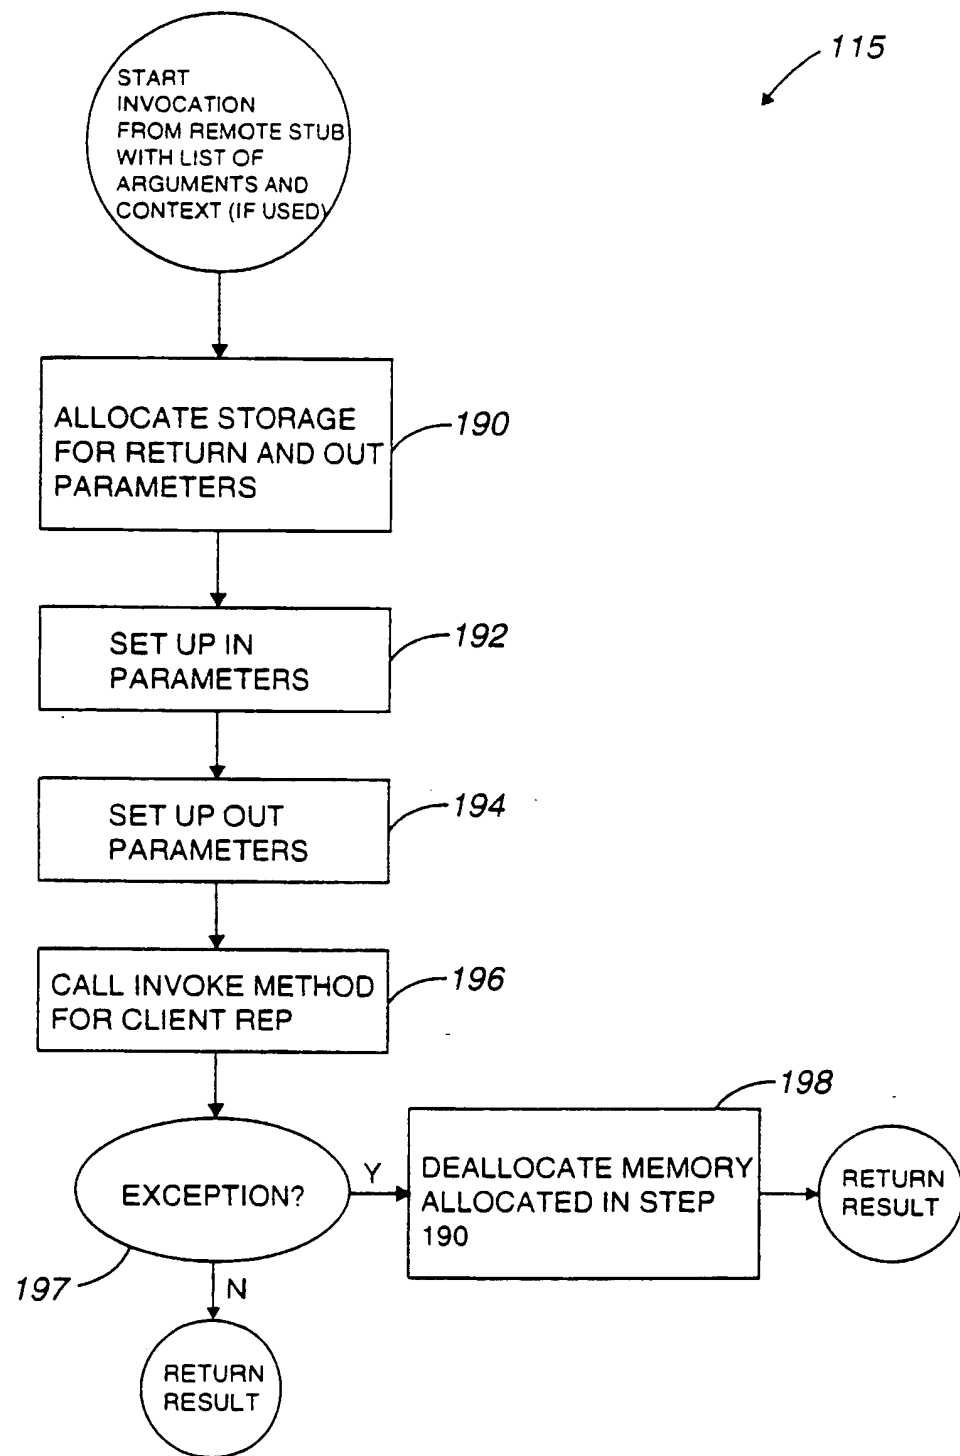 115
START
INVOCATION
FROM REMOTE STUB
WITH LIST OF
ARGUMENTS AND
CONTEXT (IF USED)
ALLOCATE STORAGE
FOR RETURN AND OUT
PARAMETERS
190
SET UP IN
PARAMETERS
192
SET UP OUT
PARAMETERS
194
CALL INVOKE METHOD
FOR CLIENT REP
196
EXCEPTION?
197
Y
N
198
DEALLOCATE MEMORY
ALLOCATED IN STEP
190
RETURN
RESULT
RETURN
RESULT